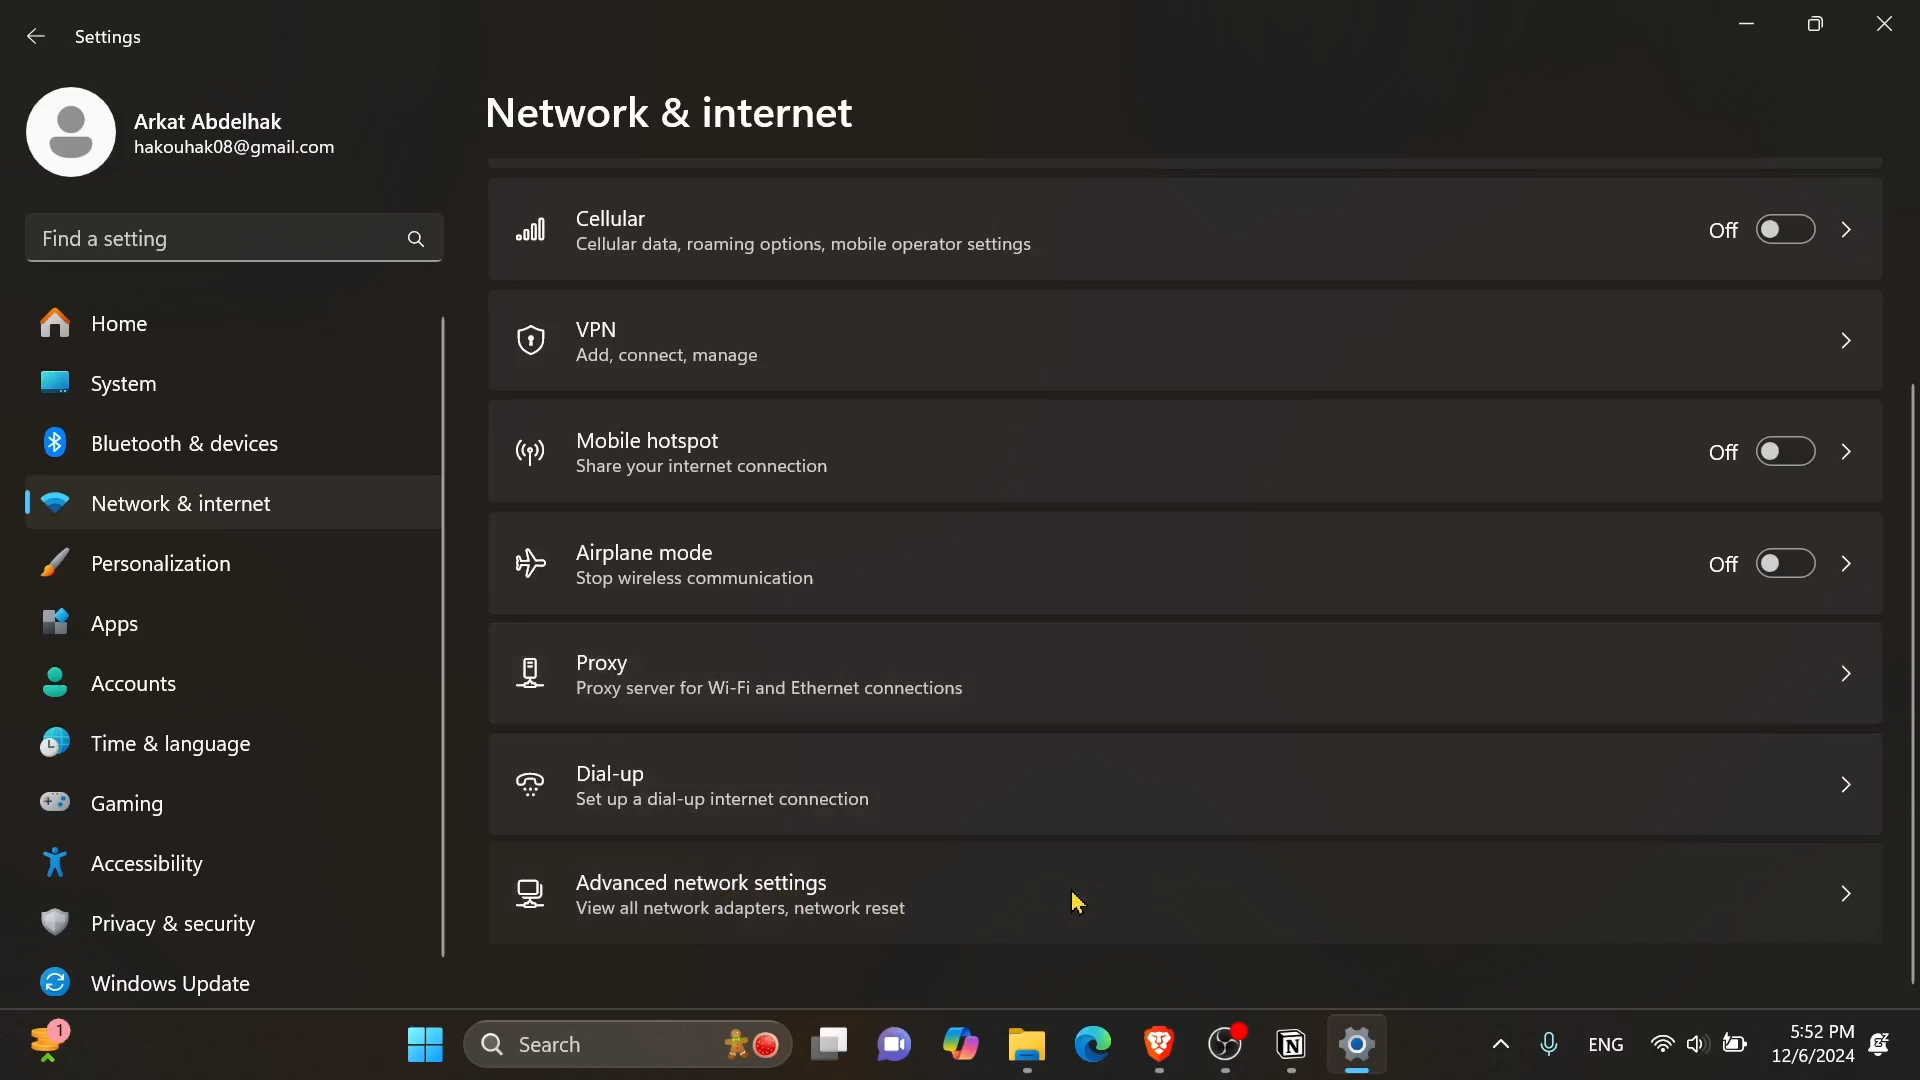 Settings
Arkat Abdelhak
hakouhak08@gmail.com
Find a setting
Home
System
Bluetooth & devices
Network & internet
Personalization
Apps
Accounts
Time & language
Gaming
Accessibility
Privacy & security
Windows Update
Network & internet
Cellular
Cellular data, roaming options, mobile operator settings
Off
VPN
Add, connect, manage
Mobile hotspot
Share your internet connection
Off
Airplane mode
Stop wireless communication
Off
Proxy
Proxy server for Wi-Fi and Ethernet connections
Dial-up
Set up a dial-up internet connection
Advanced network settings
View all network adapters, network reset
1
Search
ENG
5:52 PM
12/6/2024